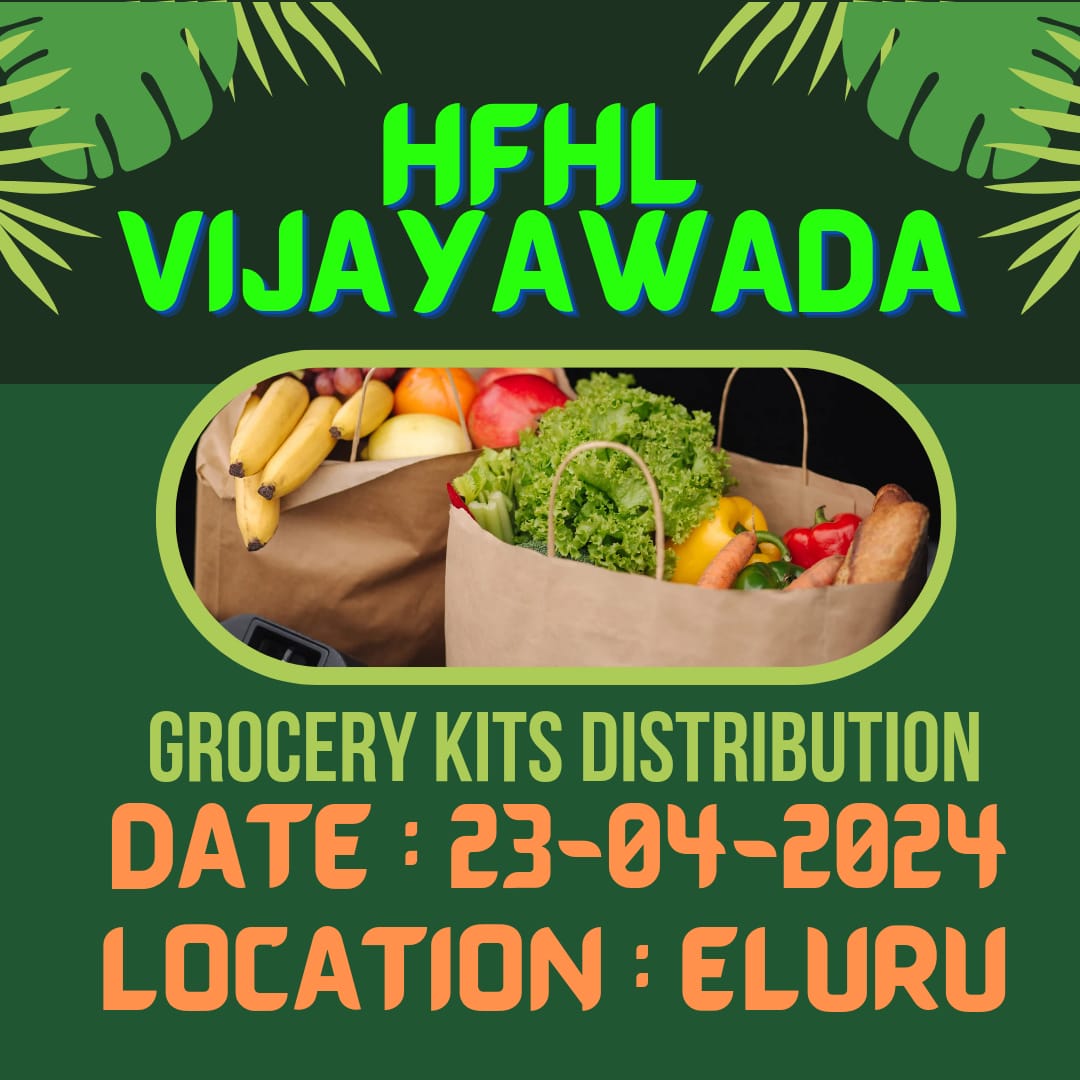 HFHL
VIJAYAWADA
GROCERY KITS DISTRIBUTION
DATE : 23-04-2024
LOCATION : ELURU